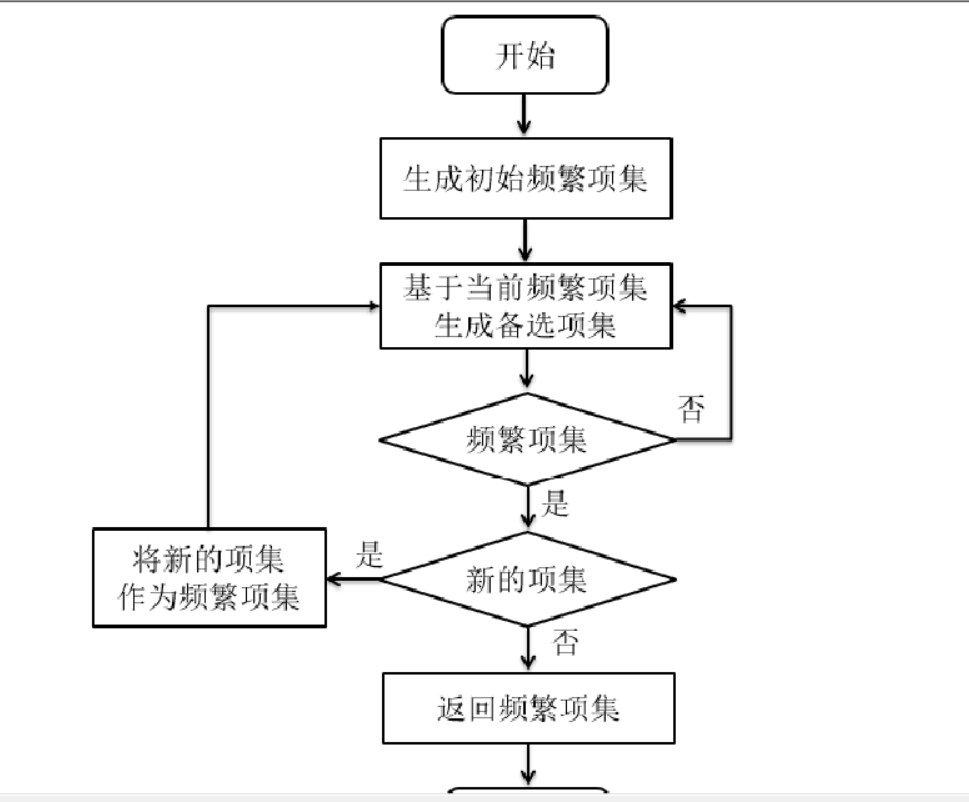 开始
生成初始频繁项集
基于当前频繁项集
生成备选项集
否
频繁项集
是
将新的项集
作为频繁项集
是
新的项集
否
返回频繁项集